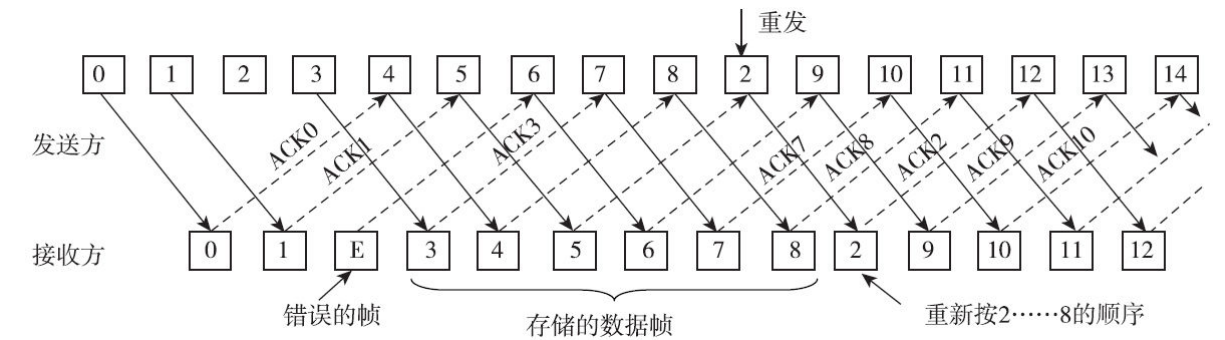 重发
0 1 2 3 4 5 6 7 8 2 9 10 11 12 13 14
发送方
ACK0 ACK1 ACK3 ACK7 ACK8 ACK2 ACK9 ACK10
接收方
0 1 E 3 4 5 6 7 8 2 9 10 11 12
错误的帧
存储的数据帧
重新按2……8的顺序